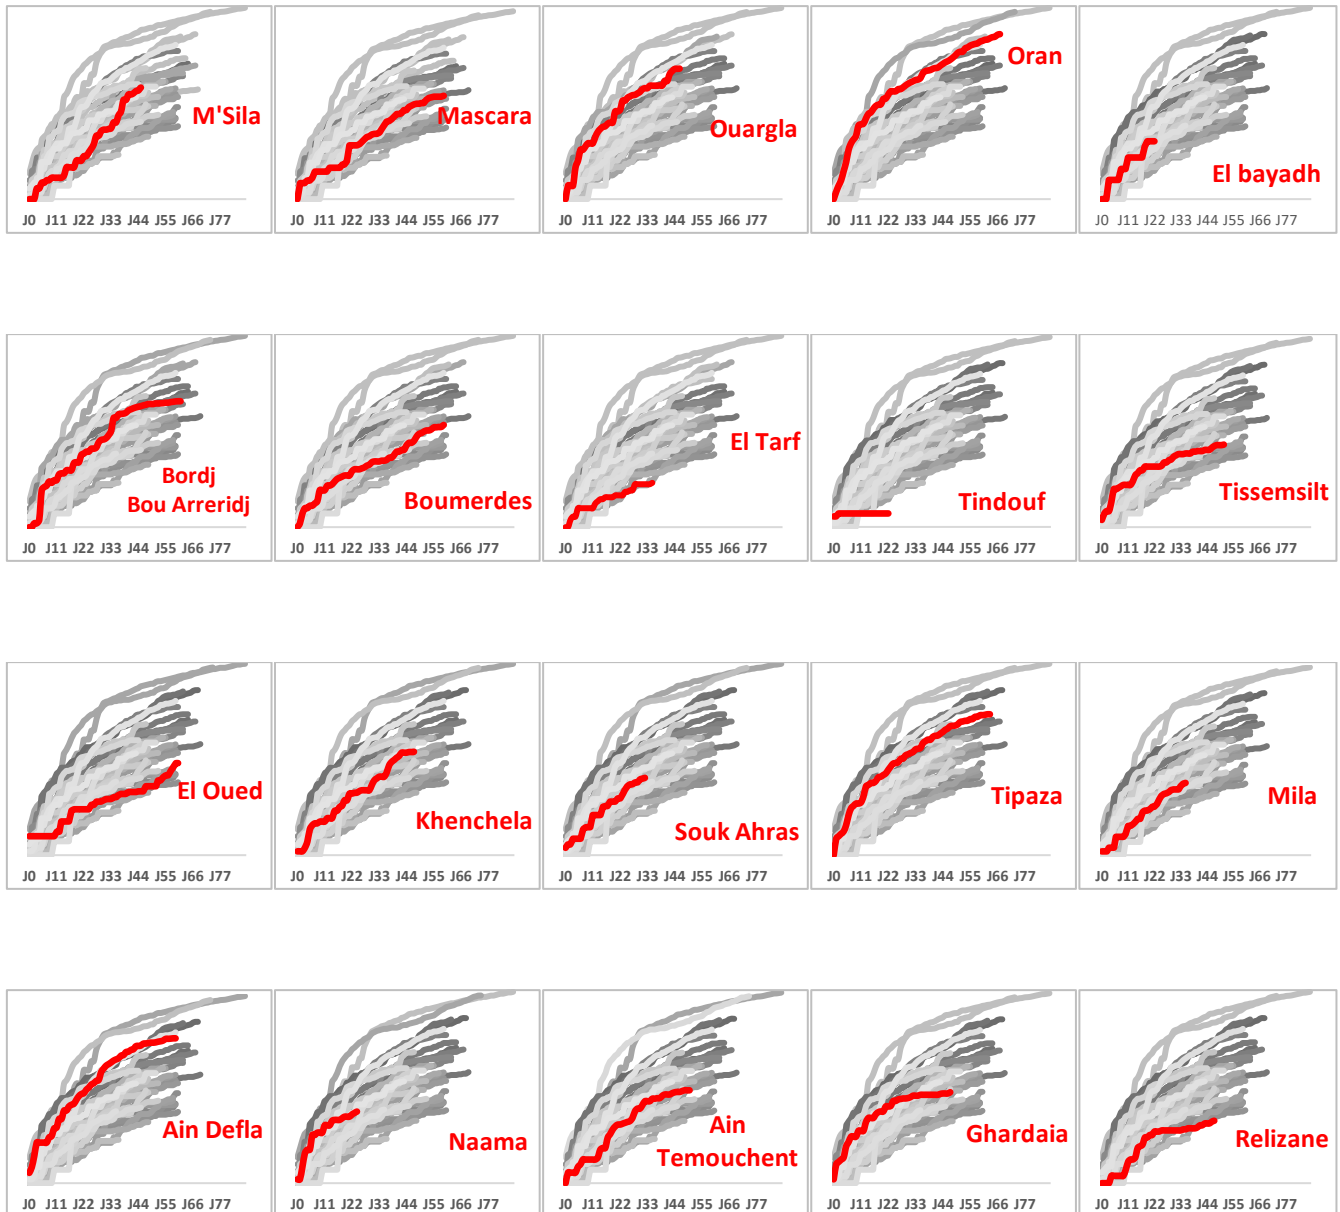 M'Sila
J0 J11 J22 J33 J44 J55 J66 J77
Mascara
J0 J11 J22 J33 J44 J55 J66 J77
Ouargla
J0 J11 J22 J33 J44 J55 J66 J77
Oran
J0 J11 J22 J33 J44 J55 J66 J77
El bayadh
J0 J11 J22 J33 J44 J55 J66 J77
Bordj
Bou Arreridj
J0 J11 J22 J33 J44 J55 J66 J77
Boumerdes
J0 J11 J22 J33 J44 J55 J66 J77
El Tarf
J0 J11 J22 J33 J44 J55 J66 J77
Tindouf
J0 J11 J22 J33 J44 J55 J66 J77
Tissemsilt
J0 J11 J22 J33 J44 J55 J66 J77
El Oued
J0 J11 J22 J33 J44 J55 J66 J77
Khenchela
J0 J11 J22 J33 J44 J55 J66 J77
Souk Ahras
J0 J11 J22 J33 J44 J55 J66 J77
Tipaza
J0 J11 J22 J33 J44 J55 J66 J77
Mila
J0 J11 J22 J33 J44 J55 J66 J77
Ain Defla
J0 J11 J22 J33 J44 J55 J66 J77
Naama
J0 J11 J22 J33 J44 J55 J66 J77
Ain
Temouchent
J0 J11 J22 J33 J44 J55 J66 J77
Ghardaia
J0 J11 J22 J33 J44 J55 J66 J77
Relizane
J0 J11 J22 J33 J44 J55 J66 J77